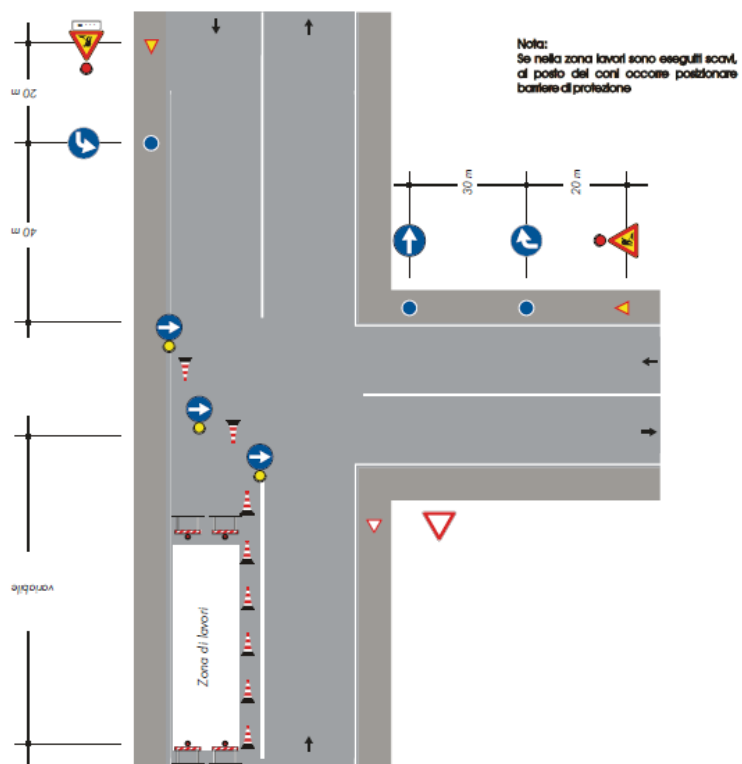 Nota:
Se nella zona lavori sono eseguiti scavi,
al posto dei coni occorre posizionare
barriere di protezione
20 m
30 m
20 m
40 m
Zona di lavori
variabile